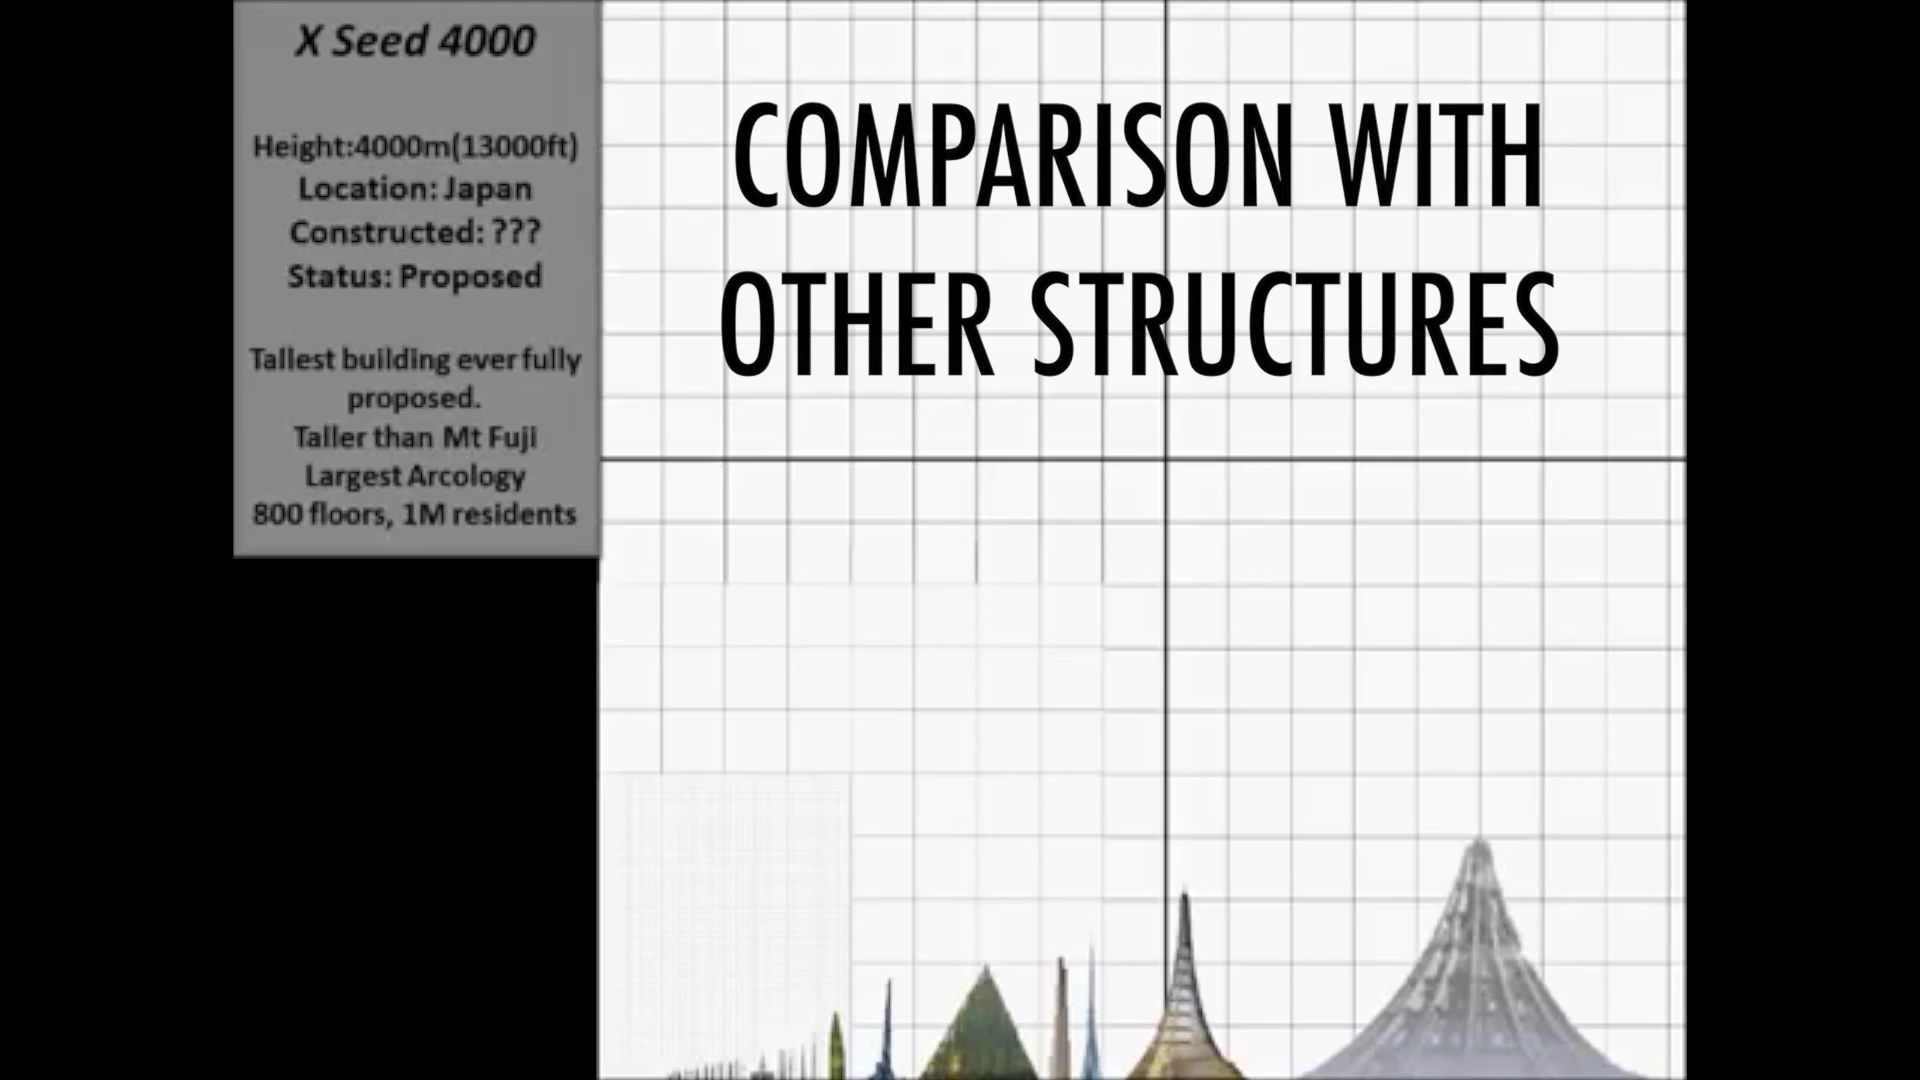 X Seed 4000
Height:4000m(13000ft)
Location: Japan
Constructed: ???
Status: Proposed
Tallest building ever fully
proposed.
Taller than Mt Fuji
Largest Arcology
800 floors, 1M residents
COMPARISON WITH
OTHER STRUCTURES